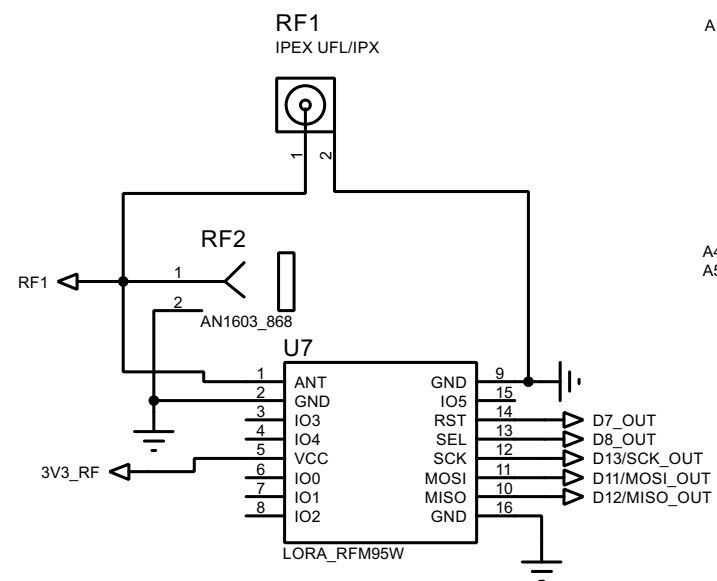 RF1
IPEX UFL/IPX
A
1
2
RF2
A4
A5
RF1
1
2
AN1603_868
U7
1 ANT
GND 9
2 GND
IO5 15
3 IO3
RST 14 D7_OUT
4 IO4
SEL 13 D8_OUT
3V3_RF 5 VCC
SCK 12 D13/SCK_OUT
6 IO0
MOSI 11 D11/MOSI_OUT
7 IO1
MISO 10 D12/MISO_OUT
8 IO2
GND 16
LORA_RFM95W